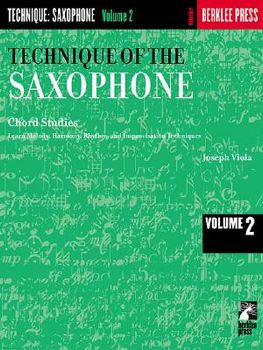 TECHNIQUE: SAXOPHONE Volume 2
WORKSHOP
BERKLEE PRESS
TECHNIQUE OF THE
SAXOPHONE
Chord Studies
Learn Melody, Harmony, Rhythm, and Improvisation Techniques
Joseph Viola
VOLUME 2
berklee
press